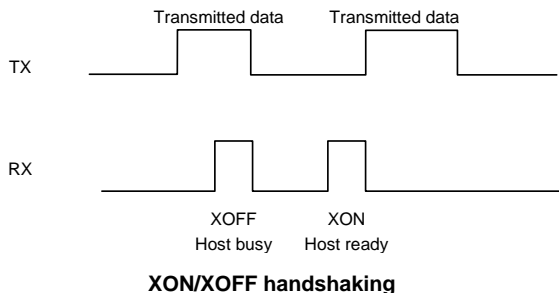 Transmitted data Transmitted data
TX
RX
XOFF XON
Host busy Host ready
XON/XOFF handshaking